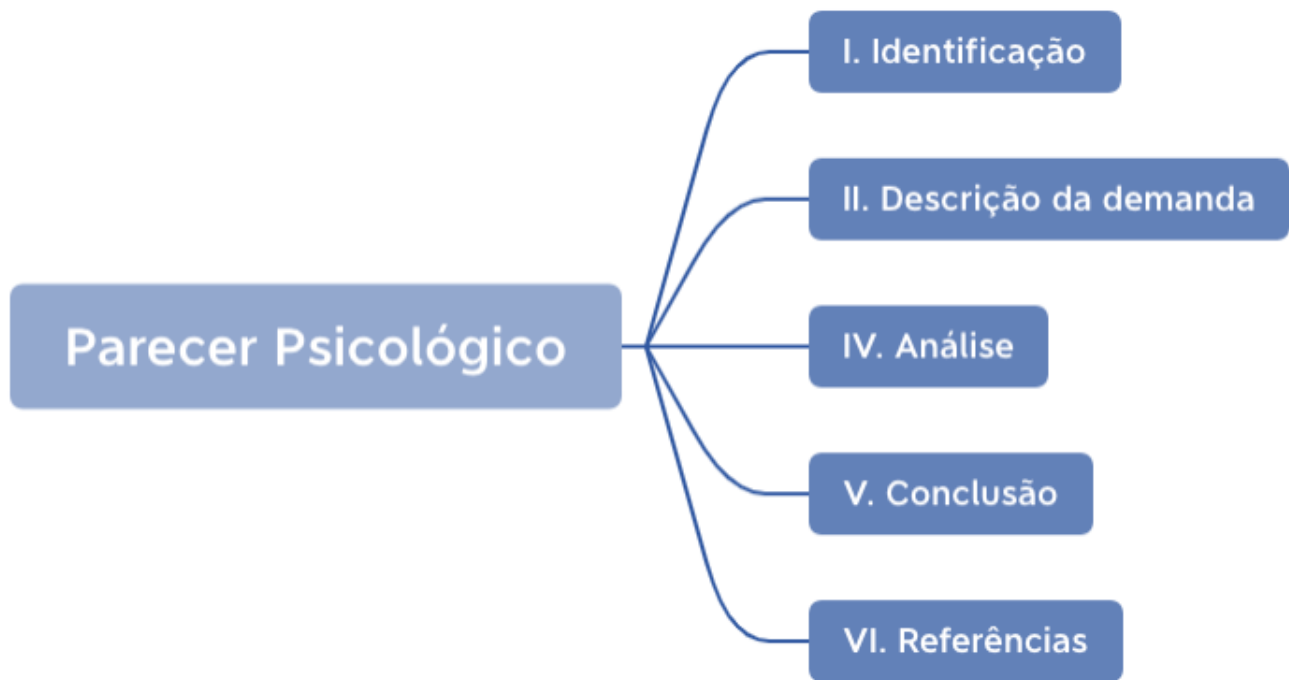 I. Identificação
II. Descrição da demanda
Parecer Psicológico
IV. Análise
V. Conclusão
VI. Referências